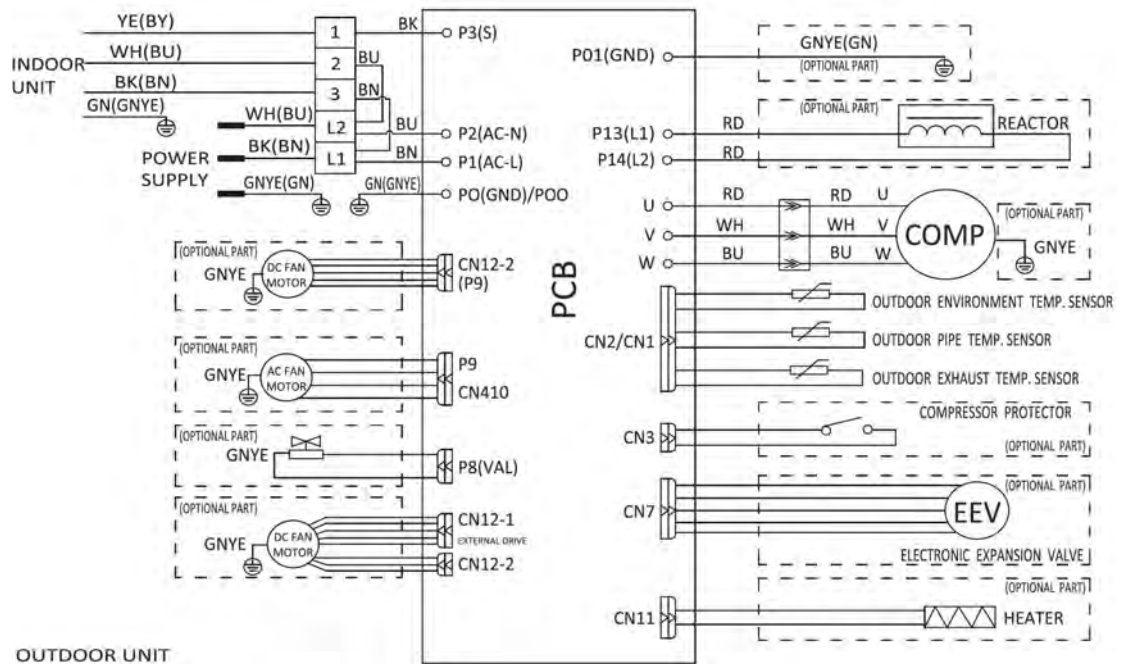 YE(BY)
1
BK
P3(S)
WH(BU)
2
BU
INDOOR
UNIT
BK(BN)
3
BN
GN(GNYE)
WH(BU)
L2
BU
P2(AC-N)
BK(BN)
L1
BN
P1(AC-L)
POWER
SUPPLY
GNYE(GN)
GN(GNYE)
PO(GND)/POO
(OPTIONAL PART)
GNYE
DC FAN
MOTOR
CN12-2
(P9)
(OPTIONAL PART)
GNYE
AC FAN
MOTOR
P9
CN410
(OPTIONAL PART)
GNYE
P8(VAL)
(OPTIONAL PART)
GNYE
DC FAN
MOTOR
CN12-1
EXTERNAL DRIVE
CN12-2
OUTDOOR UNIT
PCB
P01(GND)
GNYE(GN)
(OPTIONAL PART)
(OPTIONAL PART)
P13(L1)
RD
REACTOR
P14(L2)
RD
U
RD
RD
U
V
WH
WH
V
W
BU
BU
W
COMP
(OPTIONAL PART)
GNYE
CN2/CN1
OUTDOOR ENVIRONMENT TEMP. SENSOR
OUTDOOR PIPE TEMP. SENSOR
OUTDOOR EXHAUST TEMP. SENSOR
COMPRESSOR PROTECTOR
CN3
(OPTIONAL PART)
(OPTIONAL PART)
CN7
EEV
ELECTRONIC EXPANSION VALVE
(OPTIONAL PART)
CN11
HEATER